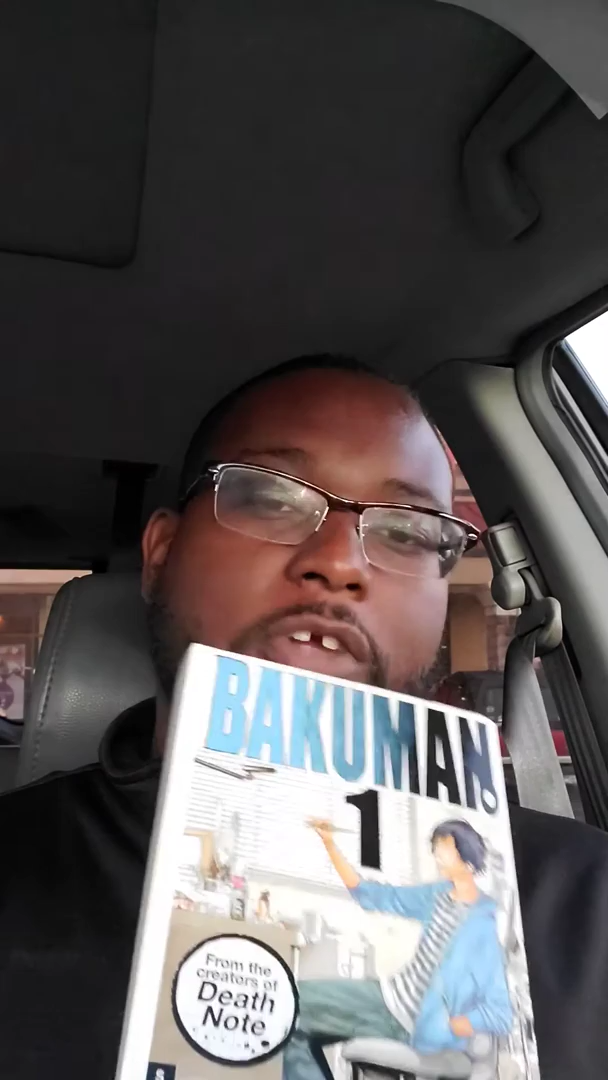 BAKUMAN.
1
From the
creators of
Death
Note
S